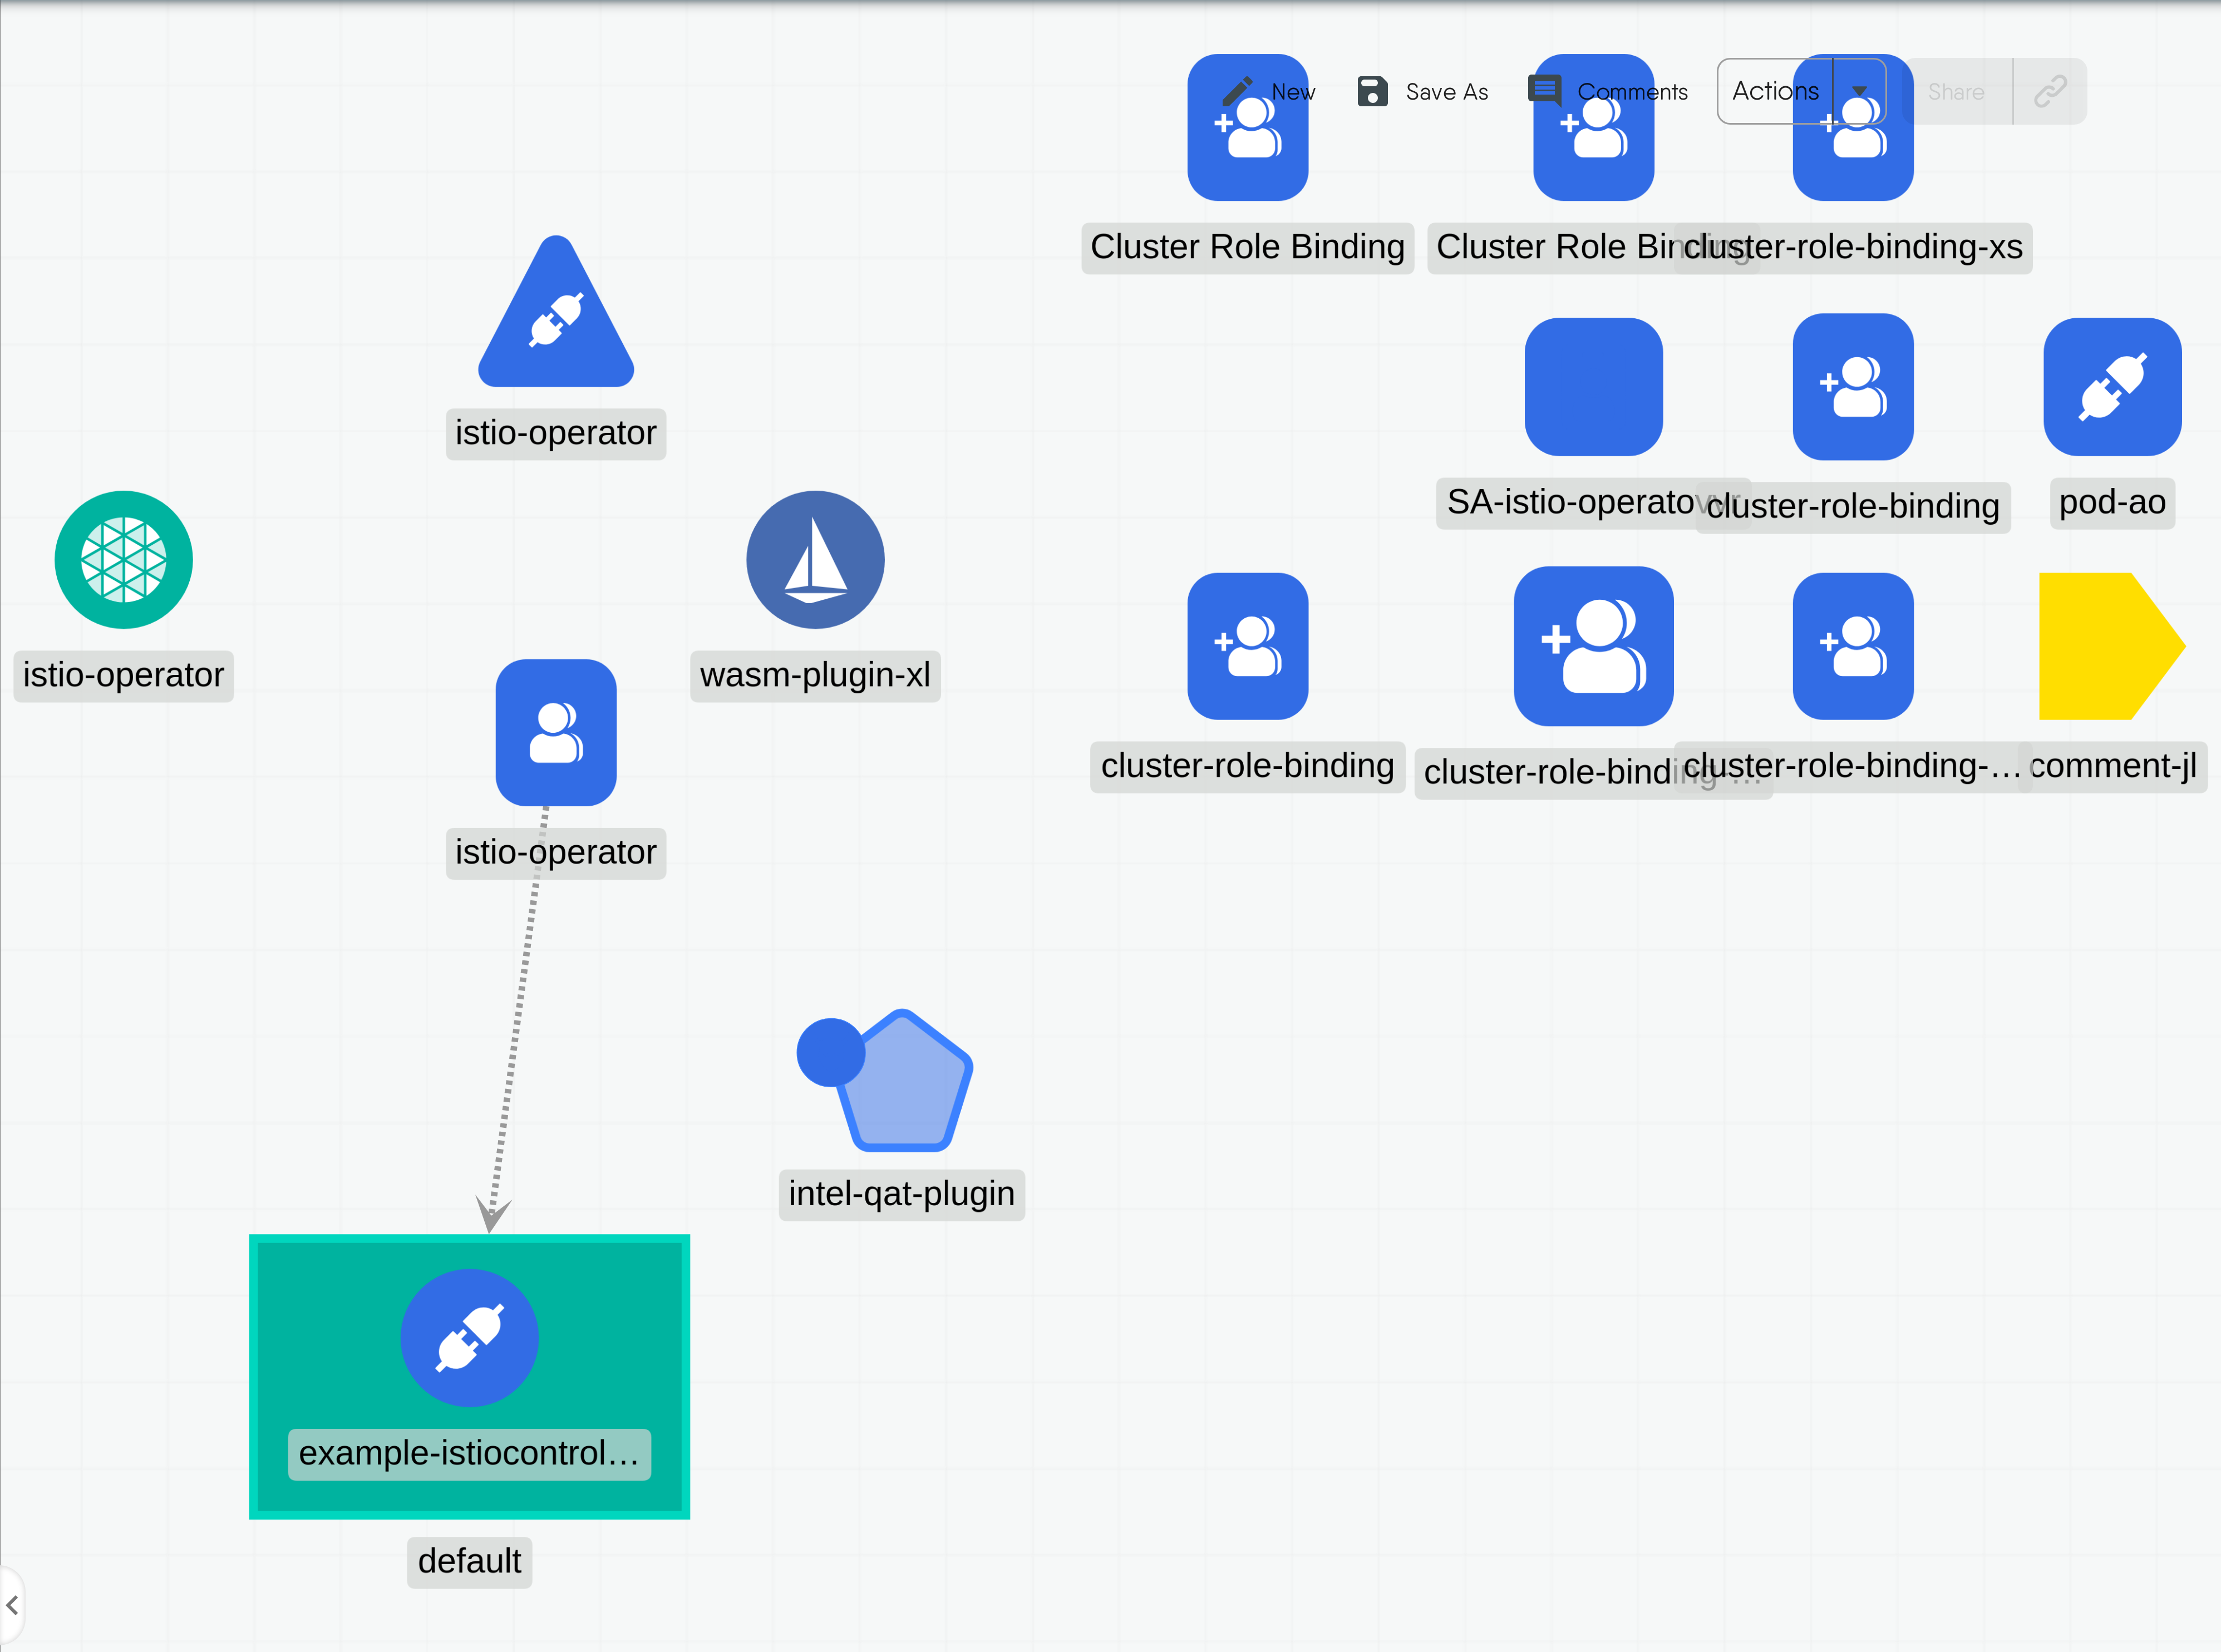 New
Save As
Comments
Actions
Share
Cluster Role Binding
Cluster Role Binding
cluster-role-binding-xs
istio-operator
SA-istio-operato
cluster-role-binding
pod-ao
istio-operator
wasm-plugin-xl
cluster-role-binding
cluster-role-binding-…
cluster-role-binding-…
comment-jl
istio-operator
intel-qat-plugin
example-istiocontrol…
default